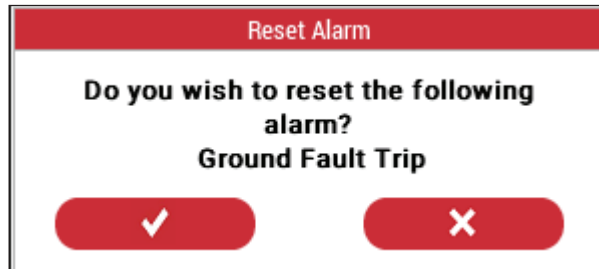 Reset Alarm
Do you wish to reset the following
alarm?
Ground Fault Trip